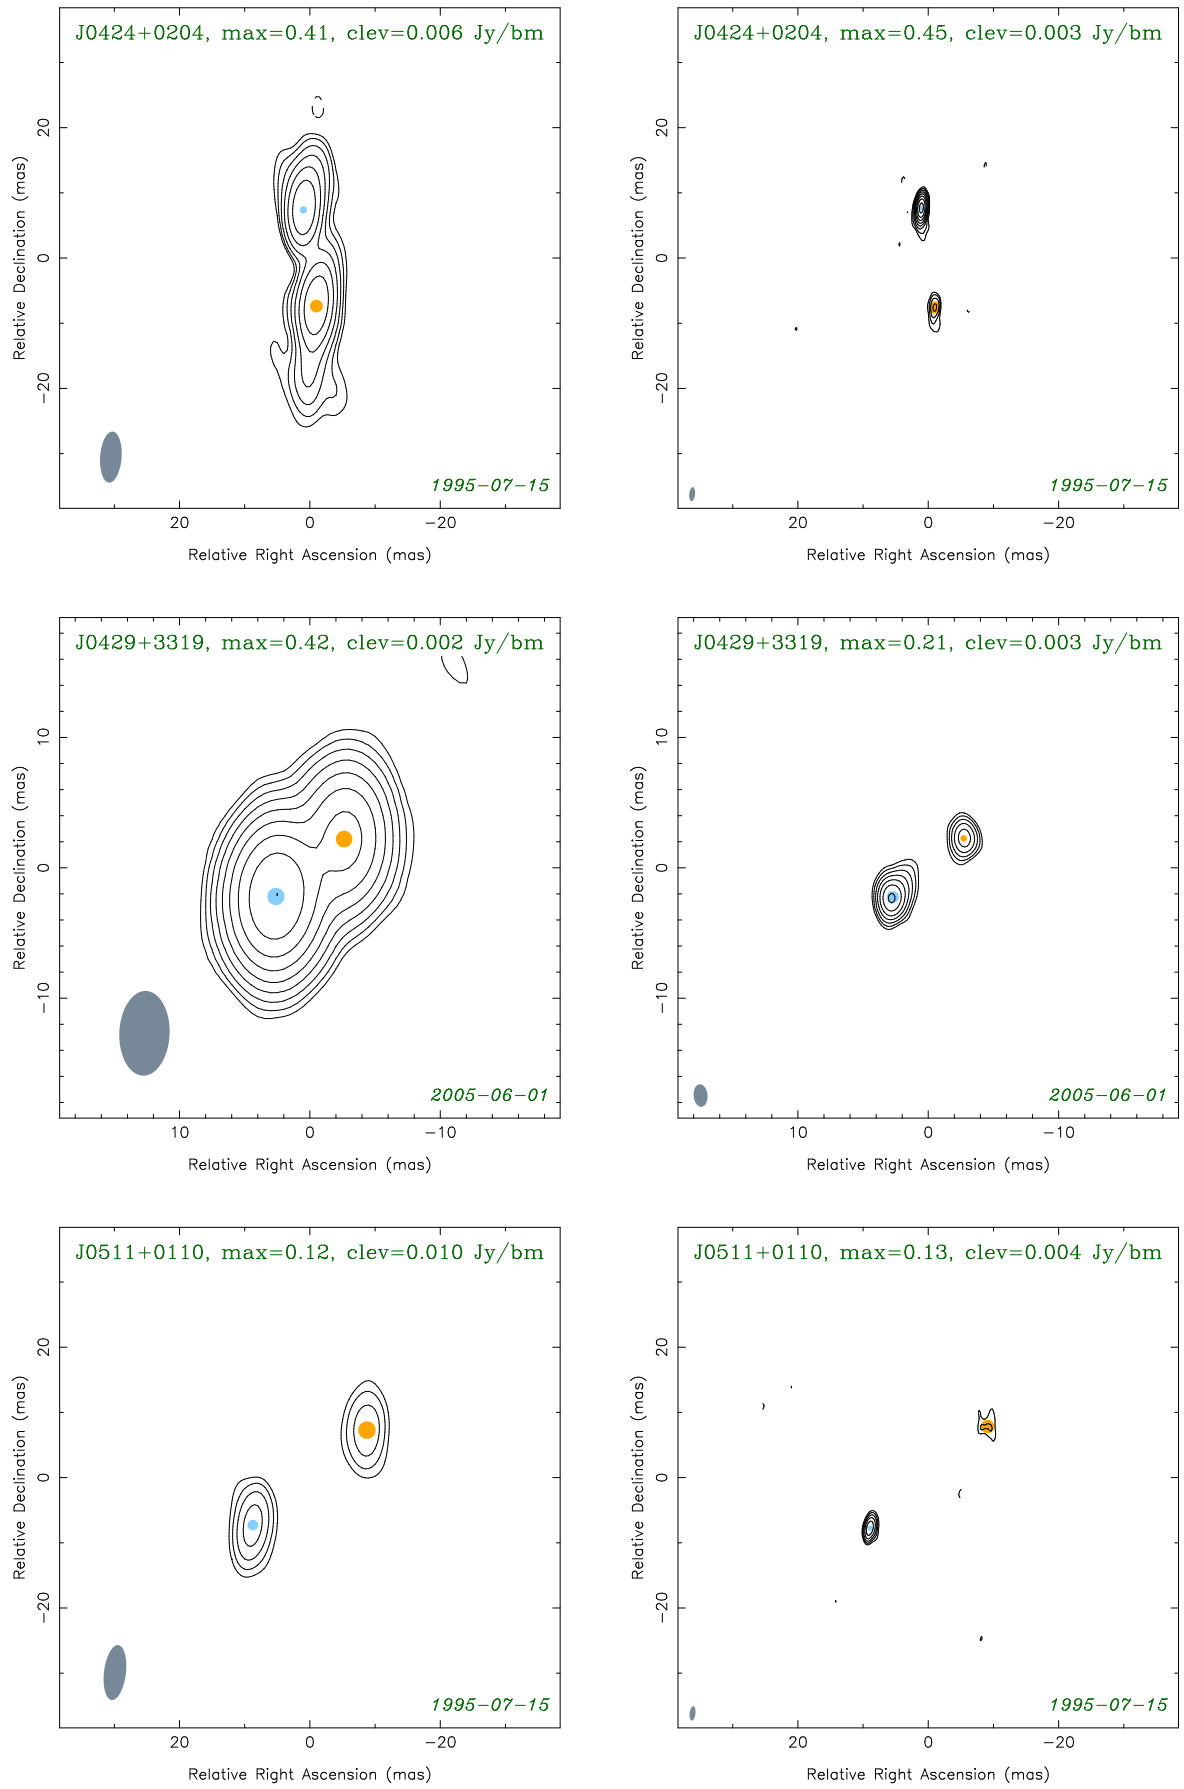 J0424+0204, max=0.41, clev=0.006 Jy/bm
Relative Declination (mas)
20
0
−20
1995−07−15
20 0 −20
Relative Right Ascension (mas)
J0424+0204, max=0.45, clev=0.003 Jy/bm
Relative Declination (mas)
20
0
−20
1995−07−15
20 0 −20
Relative Right Ascension (mas)
J0429+3319, max=0.42, clev=0.002 Jy/bm
Relative Declination (mas)
10
0
−10
2005−06−01
10 0 −10
Relative Right Ascension (mas)
J0429+3319, max=0.21, clev=0.003 Jy/bm
Relative Declination (mas)
10
0
−10
2005−06−01
10 0 −10
Relative Right Ascension (mas)
J0511+0110, max=0.12, clev=0.010 Jy/bm
Relative Declination (mas)
20
0
−20
1995−07−15
20 0 −20
Relative Right Ascension (mas)
J0511+0110, max=0.13, clev=0.004 Jy/bm
Relative Declination (mas)
20
0
−20
1995−07−15
20 0 −20
Relative Right Ascension (mas)